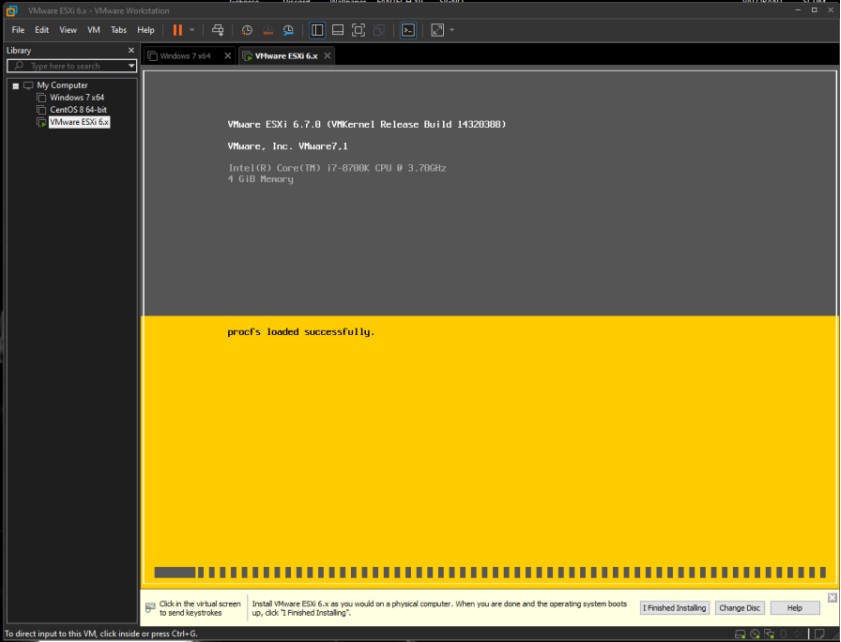 VMware ESXi 6.x - VMware Workstation
File Edit View VM Tabs Help
Library
Type here to search
Windows 7 x64
VMware ESXi 6.x
My Computer
Windows 7 x64
CentOS 8 64-bit
VMware ESXi 6.x
VMware ESXi 6.7.0 (VMKernel Release Build 14320388)
VMware, Inc. VMware7,1
Intel(R) Core(TM) i7-8700K CPU @ 3.70GHz
4 GiB Memory
procfs loaded successfully.
Click in the virtual screen
to send keystrokes
Install VMware ESXi 6.x as you would on a physical computer. When you are done and the operating system boots
up, click "I Finished Installing".
I Finished Installing
Change Disc
Help
To direct input to this VM, click inside or press Ctrl+G.